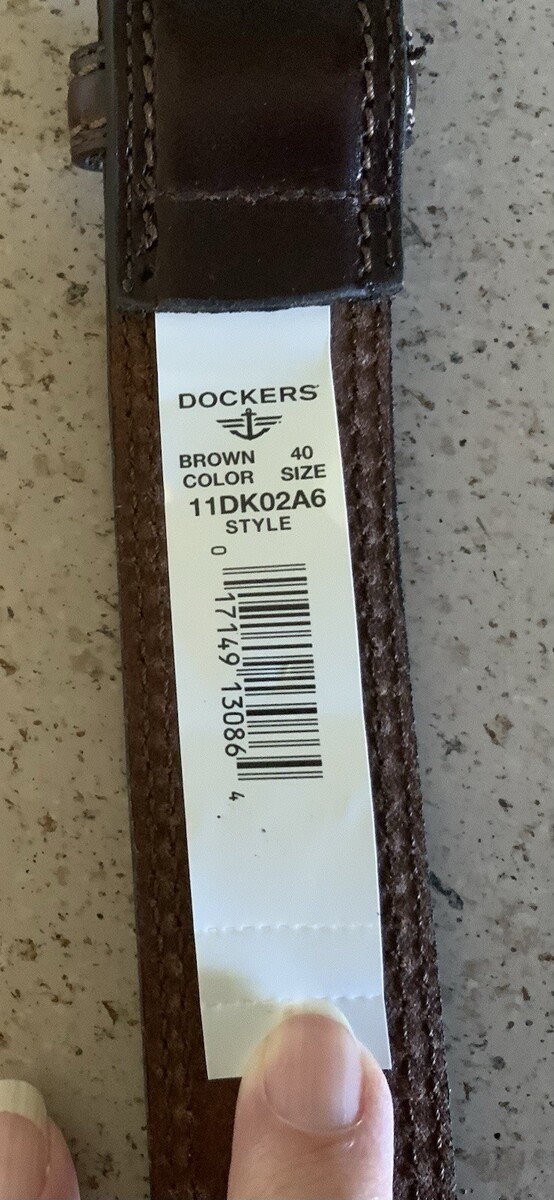 DOCKERS
BROWN 40
COLOR SIZE
11DK02A6
STYLE
0 17149 13086 4